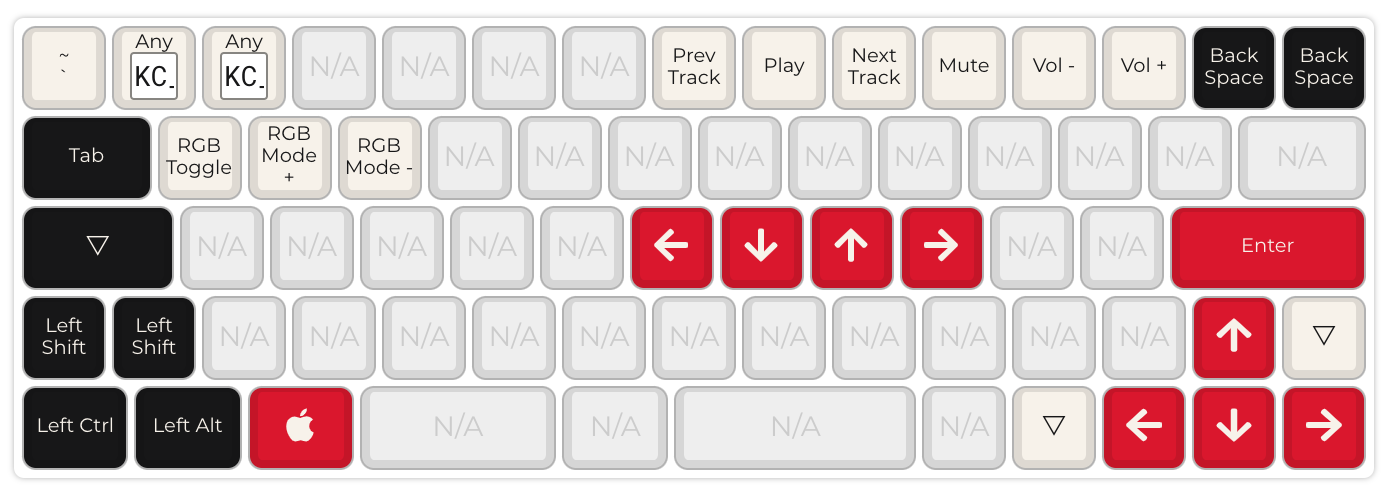 ~
`
Any
KC_
Any
KC_
N/A
N/A
N/A
N/A
Prev
Track
Play
Next
Track
Mute
Vol -
Vol +
Back
Space
Back
Space
Tab
RGB
Toggle
RGB
Mode
+
RGB
Mode -
N/A
N/A
N/A
N/A
N/A
N/A
N/A
N/A
N/A
N/A
▽
N/A
N/A
N/A
N/A
N/A
←
↓
↑
→
N/A
N/A
Enter
Left
Shift
Left
Shift
N/A
N/A
N/A
N/A
N/A
N/A
N/A
N/A
N/A
N/A
N/A
↑
▽
Left Ctrl
Left Alt
N/A
N/A
N/A
N/A
▽
←
↓
→